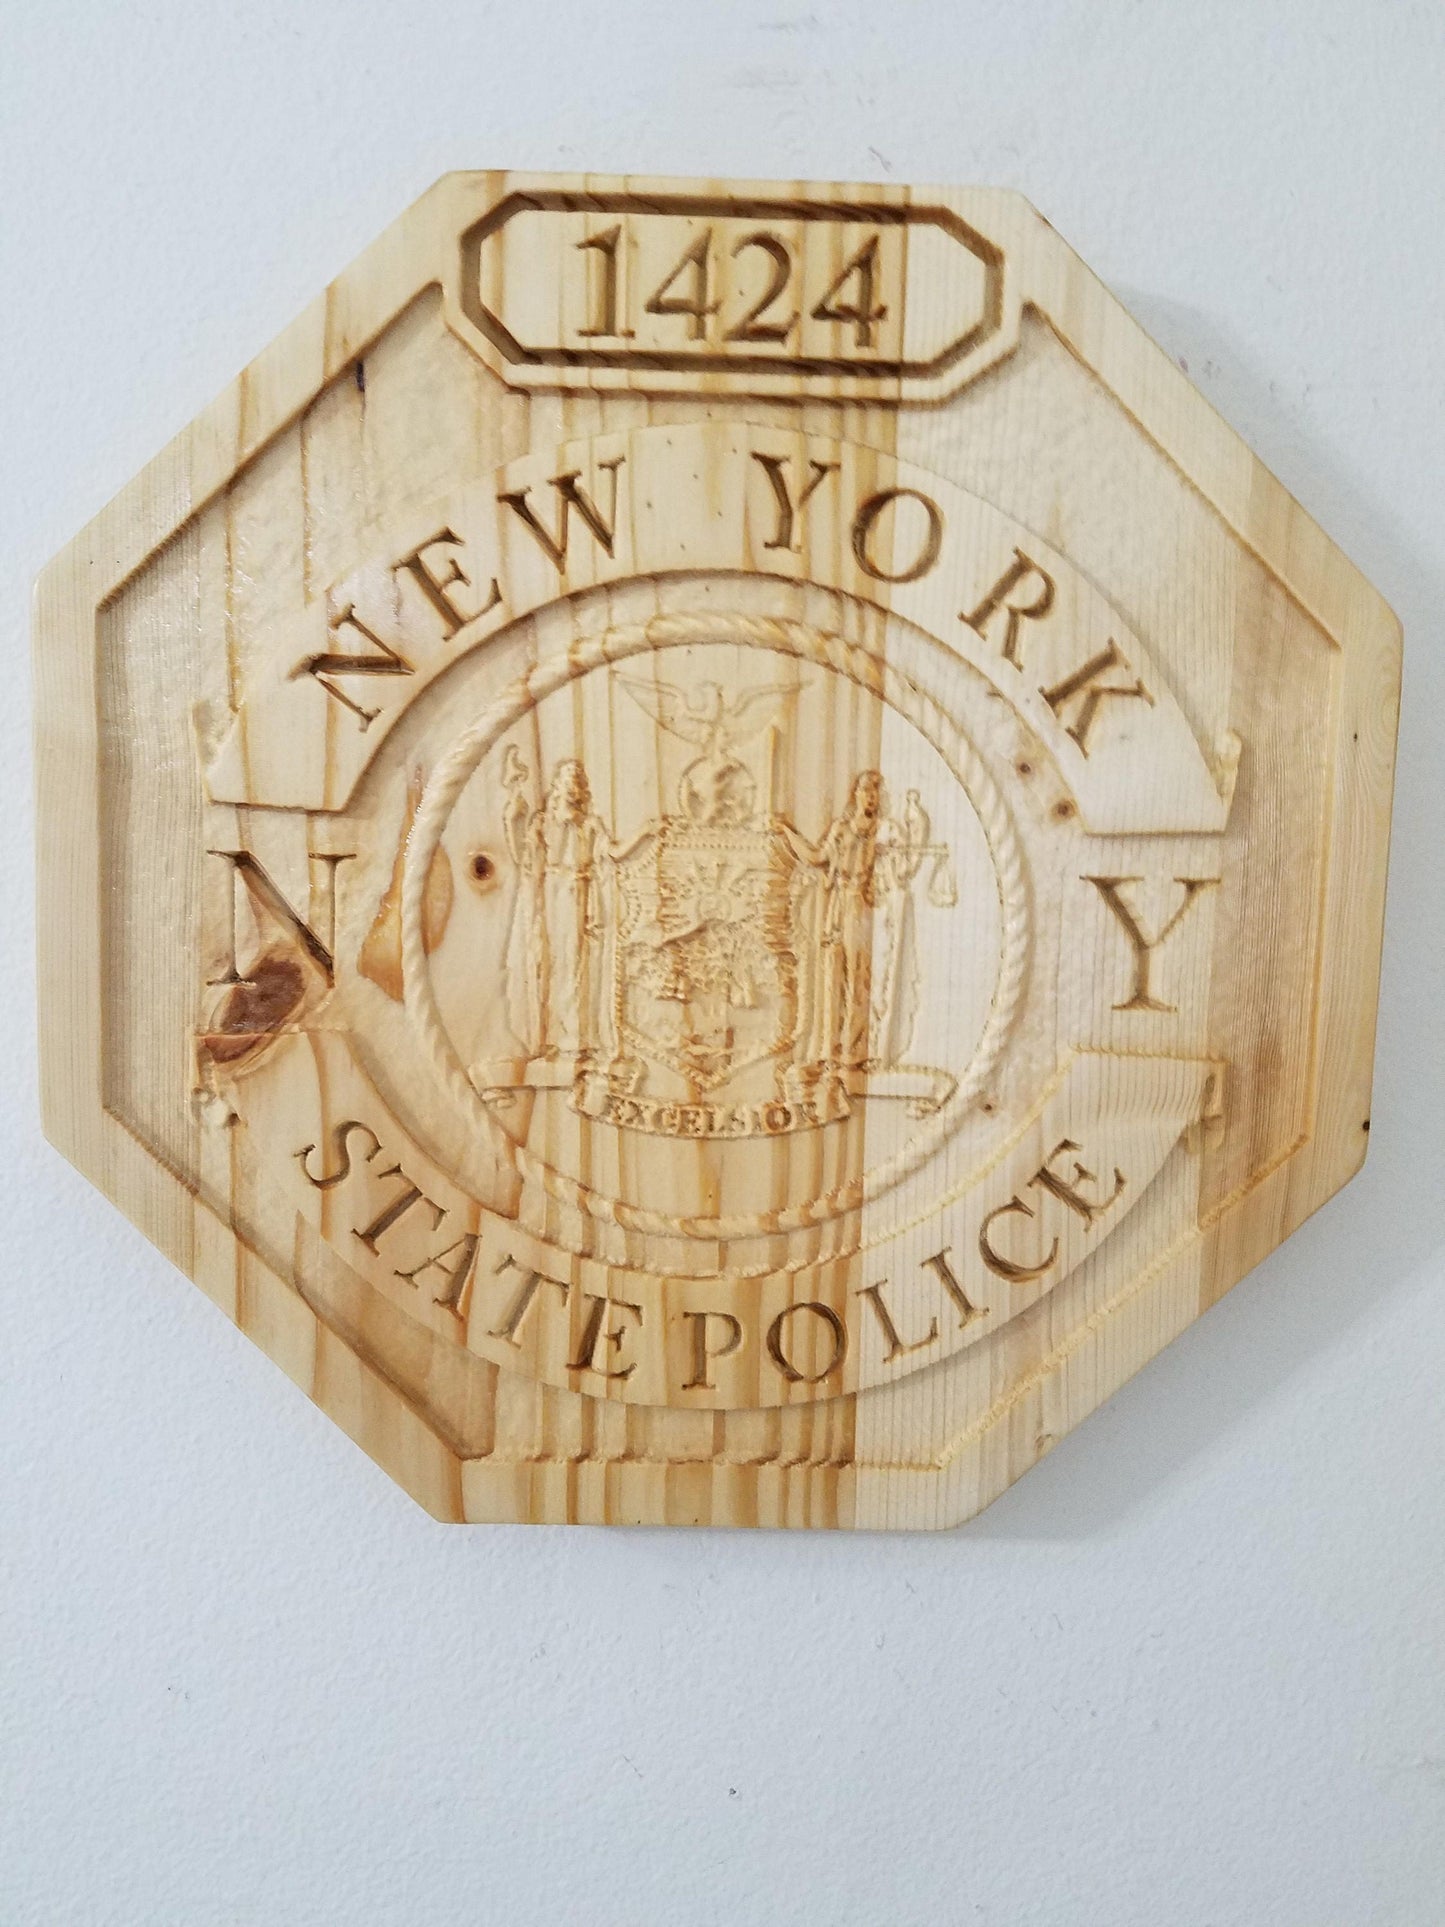 1424
NEW YORK
N Y
EXCELSIOR
STATE POLICE